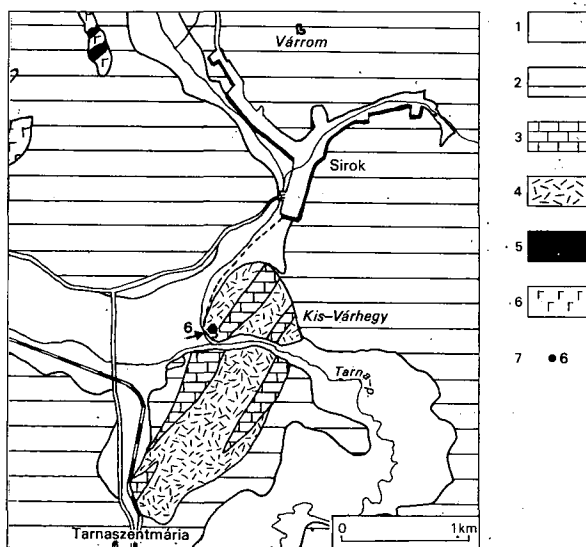 Várrom
Sirok
Kis–Várhegy
6
Tarna-p.
Tarnaszentmária
0 1km
1
2
3
4
5
6
7 6